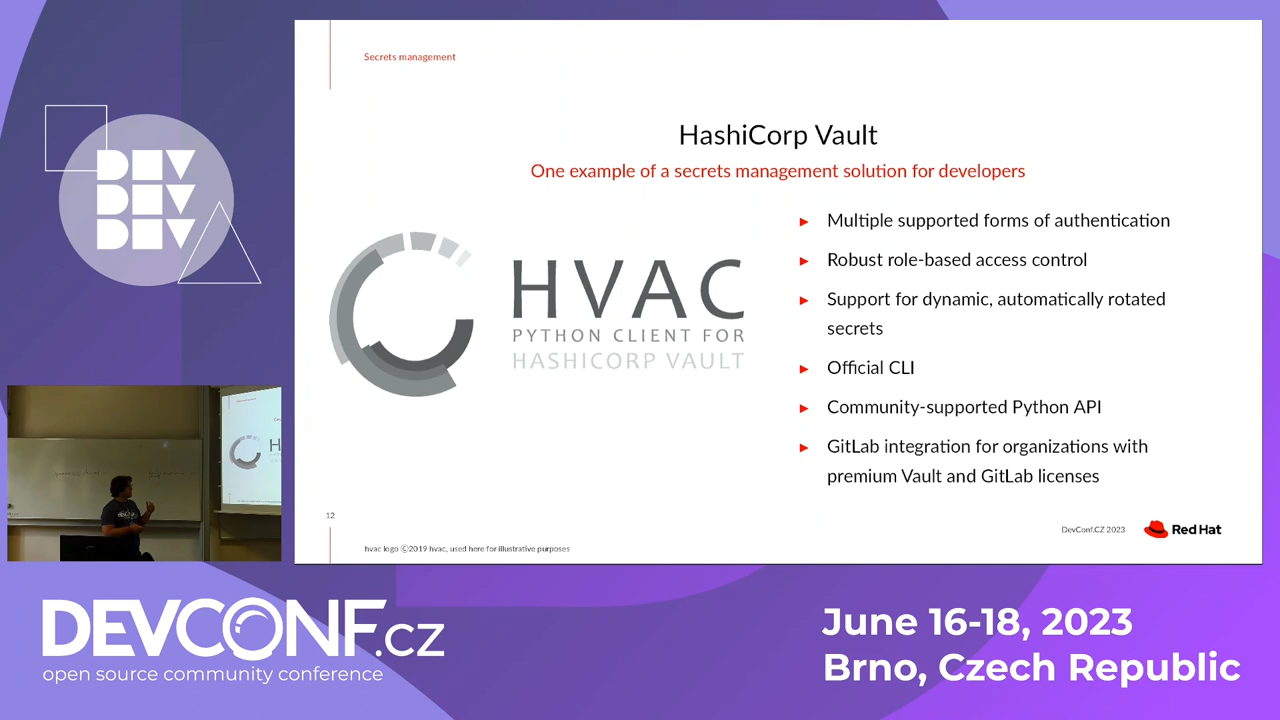 Secrets management
HashiCorp Vault
One example of a secrets management solution for developers
HVAC
PYTHON CLIENT FOR
HASHICORP VAULT
► Multiple supported forms of authentication
► Robust role-based access control
► Support for dynamic, automatically rotated
secrets
► Official CLI
► Community-supported Python API
► GitLab integration for organizations with
premium Vault and GitLab licenses
12
hvac logo ©2019 hvac, used here for illustrative purposes
DevConf.CZ 2023
Red Hat
DEV
DEV
DEV
DEVCONF.cz
open source community conference
June 16-18, 2023
Brno, Czech Republic